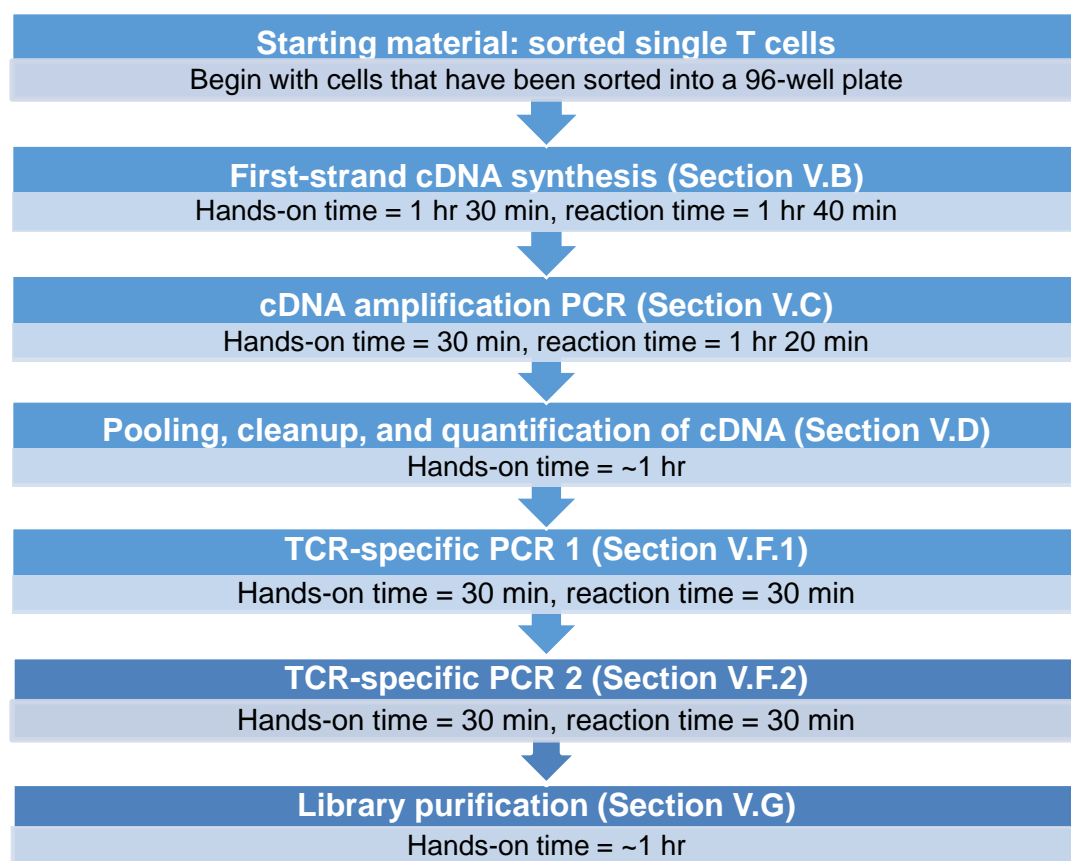 Starting material: sorted single T cells
Begin with cells that have been sorted into a 96-well plate
First-strand cDNA synthesis (Section V.B)
Hands-on time = 1 hr 30 min, reaction time = 1 hr 40 min
cDNA amplification PCR (Section V.C)
Hands-on time = 30 min, reaction time = 1 hr 20 min
Pooling, cleanup, and quantification of cDNA (Section V.D)
Hands-on time = ~1 hr
TCR-specific PCR 1 (Section V.F.1)
Hands-on time = 30 min, reaction time = 30 min
TCR-specific PCR 2 (Section V.F.2)
Hands-on time = 30 min, reaction time = 30 min
Library purification (Section V.G)
Hands-on time = ~1 hr